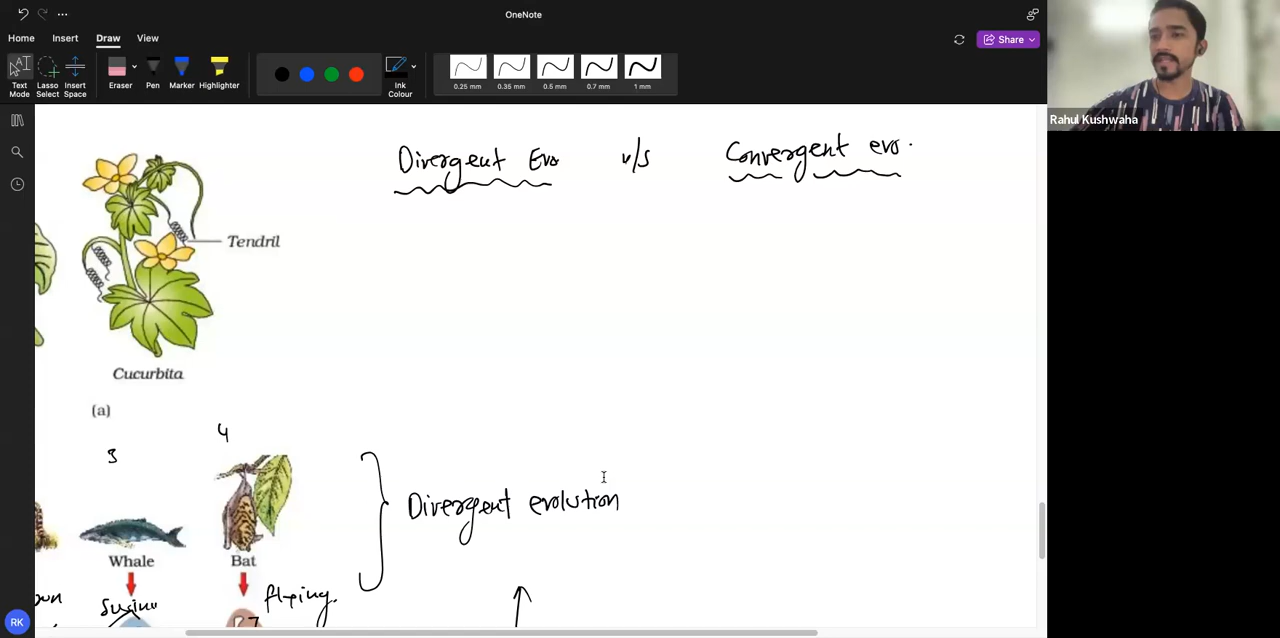 OneNote
Home Insert Draw View
Share
Text Mode
Lasso Select
Insert Space
Eraser
Pen
Marker
Highlighter
Ink Colour
0.25 mm
0.35 mm
0.5 mm
0.7 mm
1 mm
Rahul Kushwaha
Divergent Evo v/s Convergent evo.
Tendril
Cucurbita
(a)
3
4
Divergent evolution
Whale
Bat
flying.
RK